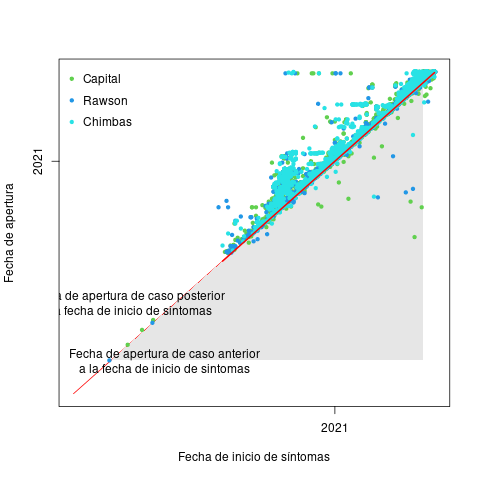 Capital
Rawson
Chimbas
2021
Fecha de apertura
de apertura de caso posterior
fecha de inicio de síntomas
Fecha de apertura de caso anterior
a la fecha de inicio de síntomas
2021
Fecha de inicio de síntomas